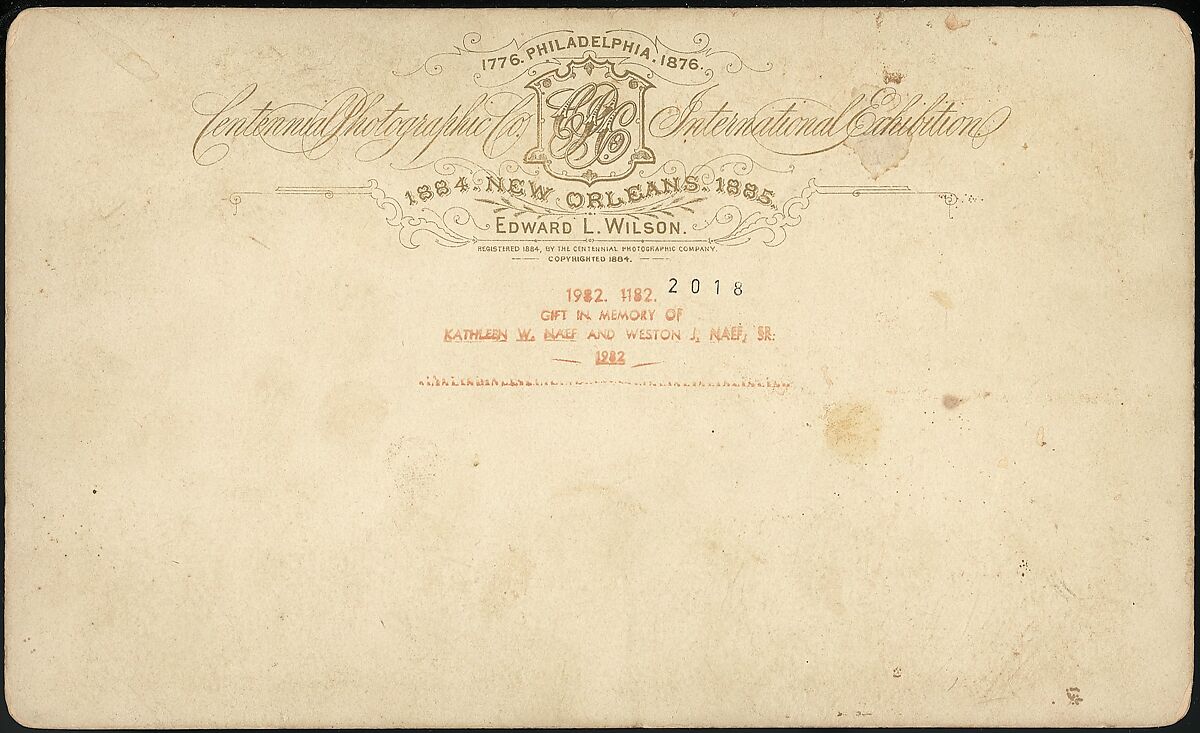 1776. PHILADELPHIA. 1876.
Centennial Photographic Co. International Exhibition
CPhCo
1884. NEW ORLEANS. 1885.
EDWARD L. WILSON.
REGISTERED 1884, BY THE CENTENNIAL PHOTOGRAPHIC COMPANY.
COPYRIGHTED 1884.
1982. 1182. 2018
GIFT IN MEMORY OF
KATHLEEN W. NAEF AND WESTON J. NAEF, SR.
1982